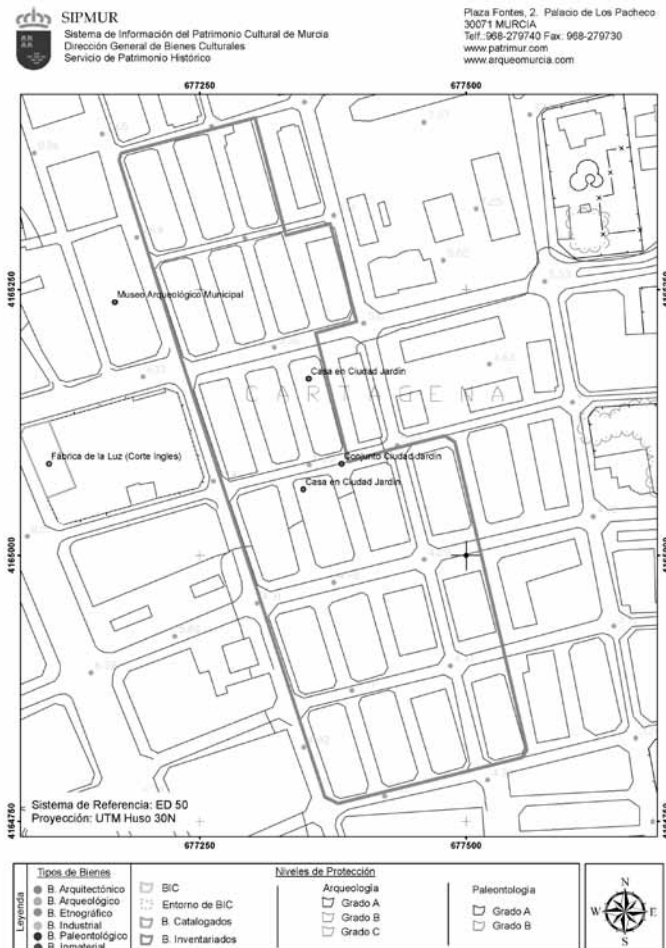 SIPMUR
Sistema de Información del Patrimonio Cultural de Murcia
Dirección General de Bienes Culturales
Servicio de Patrimonio Histórico
Plaza Fontes, 2. Palacio de Los Pacheco
30071 MURCIA
Telf.:968-279740 Fax: 968-279730
www.patrimur.com
www.arqueomurcia.com
677250
677500
4165250
4165250
Museo Arqueológico Municipal
Casa en Ciudad Jardín
CARTAGENA
Fábrica de la Luz (Corte Ingles)
Conjunto Ciudad Jardín
Casa en Ciudad Jardín
4165000
4165000
Sistema de Referencia: ED 50
Proyección: UTM Huso 30N
4164750
4164750
677250
677500
Leyenda
Tipos de Bienes
B. Arquitectónico
B. Arqueológico
B. Etnográfico
B. Industrial
B. Paleontológico
B. Inmaterial
BIC
Entorno de BIC
B. Catalogados
B. Inventariados
Niveles de Protección
Arqueología
Grado A
Grado B
Grado C
Paleontología
Grado A
Grado B
N
W
E
S